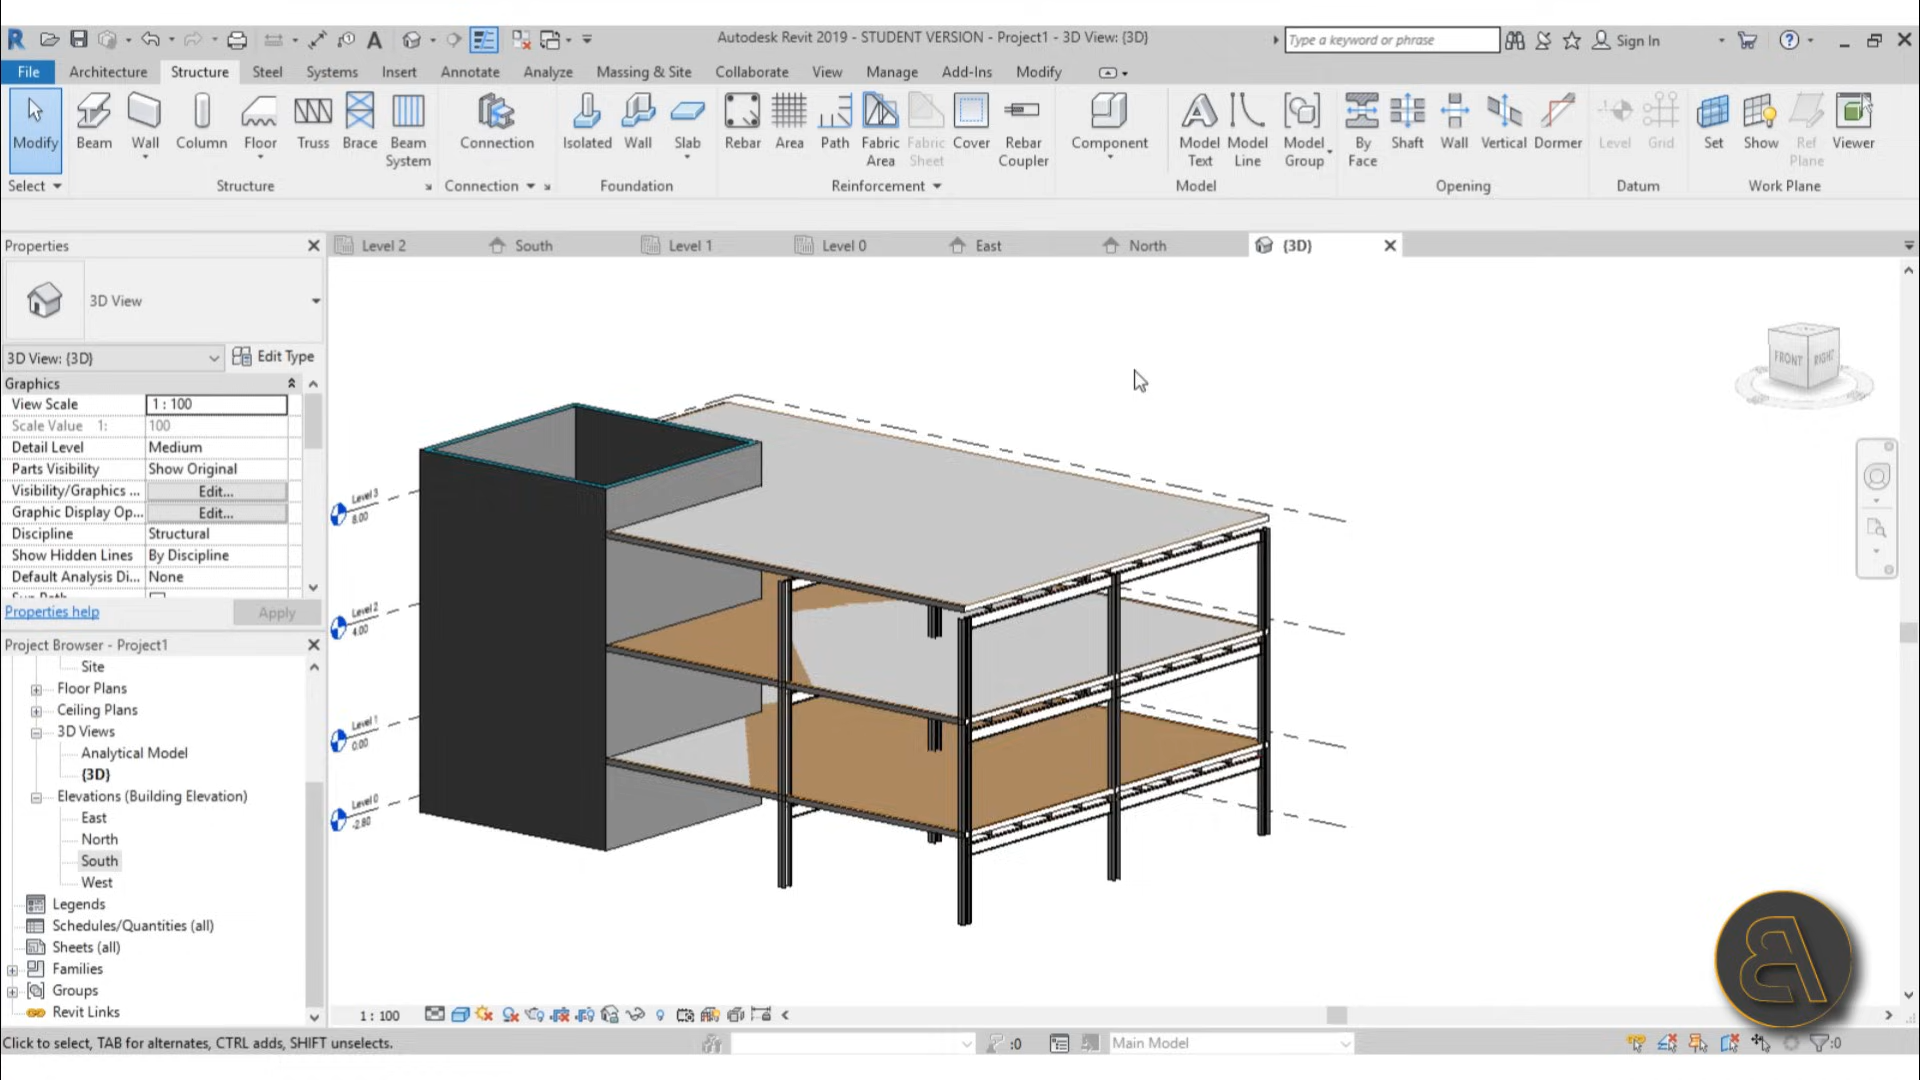 Autodesk Revit 2019 - STUDENT VERSION - Project1 - 3D View: {3D}
Type a keyword or phrase
Sign In
File Architecture Structure Steel Systems Insert Annotate Analyze Massing & Site Collaborate View Manage Add-Ins Modify
Modify Beam Wall Column Floor Truss Brace Beam System Connection Isolated Wall Slab Rebar Area Path Fabric Area Fabric Sheet Cover Rebar Coupler Component Model Text Model Line Model Group By Face Shaft Wall Vertical Dormer Level Grid Set Show Ref Plane Viewer
Select Structure Connection Foundation Reinforcement Model Opening Datum Work Plane
Properties
Level 2 South Level 1 Level 0 East North {3D}
3D View
3D View: {3D} Edit Type
Graphics
View Scale 1 : 100
Scale Value 1: 100
Detail Level Medium
Parts Visibility Show Original
Visibility/Graphics ... Edit...
Graphic Display Op... Edit...
Discipline Structural
Show Hidden Lines By Discipline
Default Analysis Di... None
Properties help Apply
Project Browser - Project1
Site
Floor Plans
Ceiling Plans
3D Views
Analytical Model
{3D}
Elevations (Building Elevation)
East
North
South
West
Legends
Schedules/Quantities (all)
Sheets (all)
Families
Groups
Revit Links
FRONT RIGHT
Level 3
8.00
Level 2
4.00
Level 1
0.00
Level 0
-2.80
1 : 100
Click to select, TAB for alternates, CTRL adds, SHIFT unselects.
:0
Main Model
:0